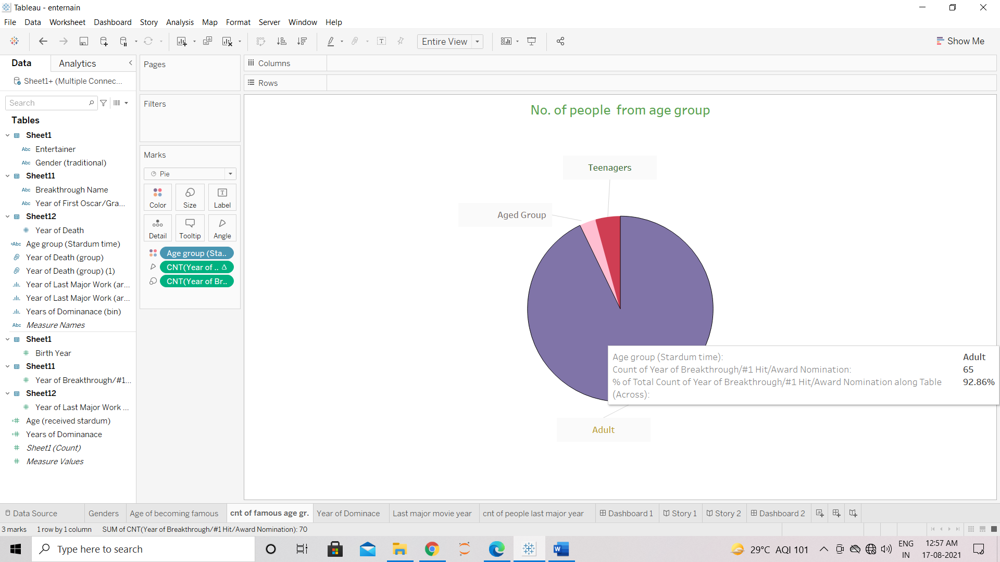 Tableau - enternain
File Data Worksheet Dashboard Story Analysis Map Format Server Window Help
Entire View
Show Me
Data
Analytics
Sheet1+ (Multiple Connec...
Search
Tables
Sheet1
Abc Entertainer
Abc Gender (traditional)
Sheet11
Abc Breakthrough Name
Abc Year of First Oscar/Gra...
Sheet12
# Year of Death
=Abc Age group (Stardum time)
Year of Death (group)
Year of Death (group) (1)
Year of Last Major Work (ar...
Year of Last Major Work (ar...
Years of Dominanace (bin)
Abc Measure Names
Sheet1
# Birth Year
Sheet11
# Year of Breakthrough/#1...
Sheet12
# Year of Last Major Work ...
=# Age (received stardum)
=# Years of Dominanace
# Sheet1 (Count)
# Measure Values
Pages
Filters
Marks
Pie
Color Size Label
Detail Tooltip Angle
Age group (Sta..
CNT(Year of .. Δ
CNT(Year of Br..
Columns
Rows
No. of people  from age group
Teenagers
Aged Group
Age group (Stardum time): Adult
Count of Year of Breakthrough/#1 Hit/Award Nomination: 65
% of Total Count of Year of Breakthrough/#1 Hit/Award Nomination along Table 92.86%
(Across):
Adult
Data Source Genders Age of becoming famous cnt of famous age gr. Year of Dominace Last major movie year cnt of people last major year Dashboard 1 Story 1 Story 2 Dashboard 2
3 marks 1 row by 1 column SUM of CNT(Year of Breakthrough/#1 Hit/Award Nomination): 70
Type here to search
29°C AQI 101
ENG
IN
12:57 AM
17-08-2021